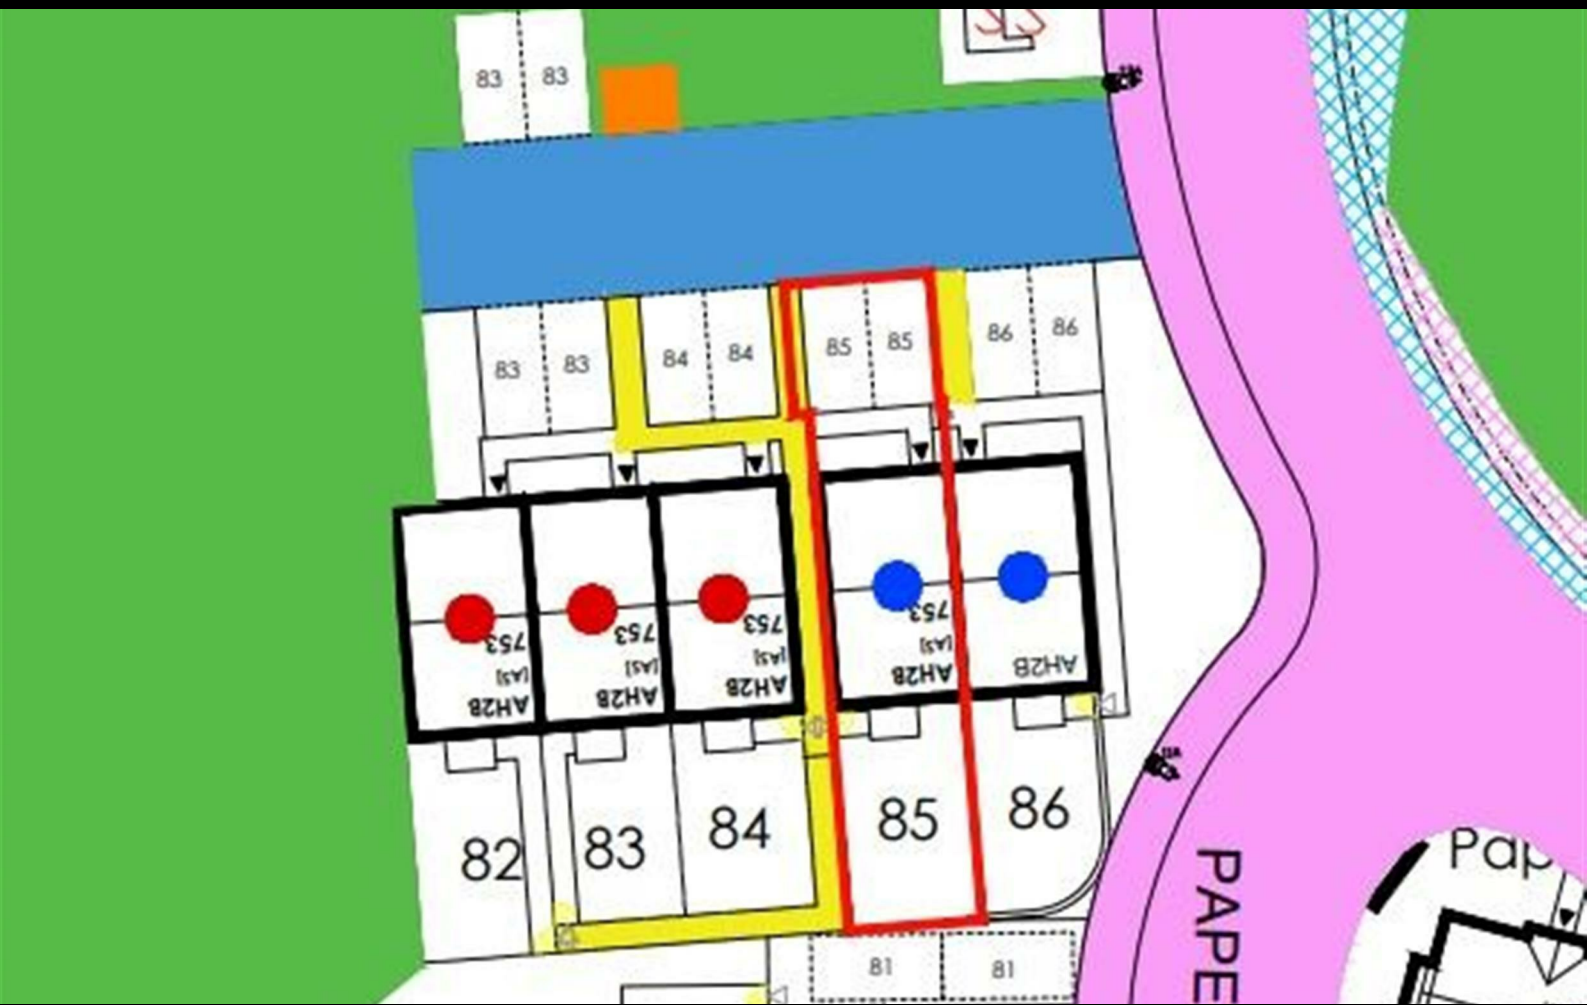 83 83
83 83 84 84 85 85 86 86
753 753 753 753
[AS] [AS] [AS] [AS]
AH2B AH2B AH2B AH2B AH2B
82 83 84 85 86
81 81
PAPE
Pap